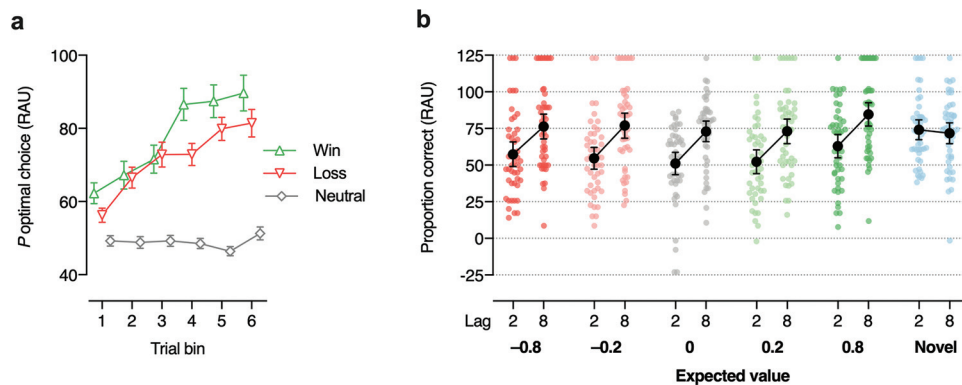 a
100
80
60
40
P optimal choice (RAU)
Win
Loss
Neutral
1 2 3 4 5 6
Trial bin
b
125
100
75
50
25
0
–25
Proportion correct (RAU)
Lag 2 8 2 8 2 8 2 8 2 8 2 8
–0.8 –0.2 0 0.2 0.8 Novel
Expected value